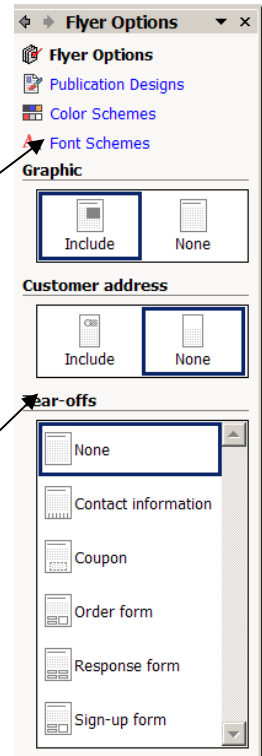 Flyer Options
Flyer Options
Publication Designs
Color Schemes
Font Schemes
Graphic
Include None
Customer address
Include None
Tear-offs
None
Contact information
Coupon
Order form
Response form
Sign-up form